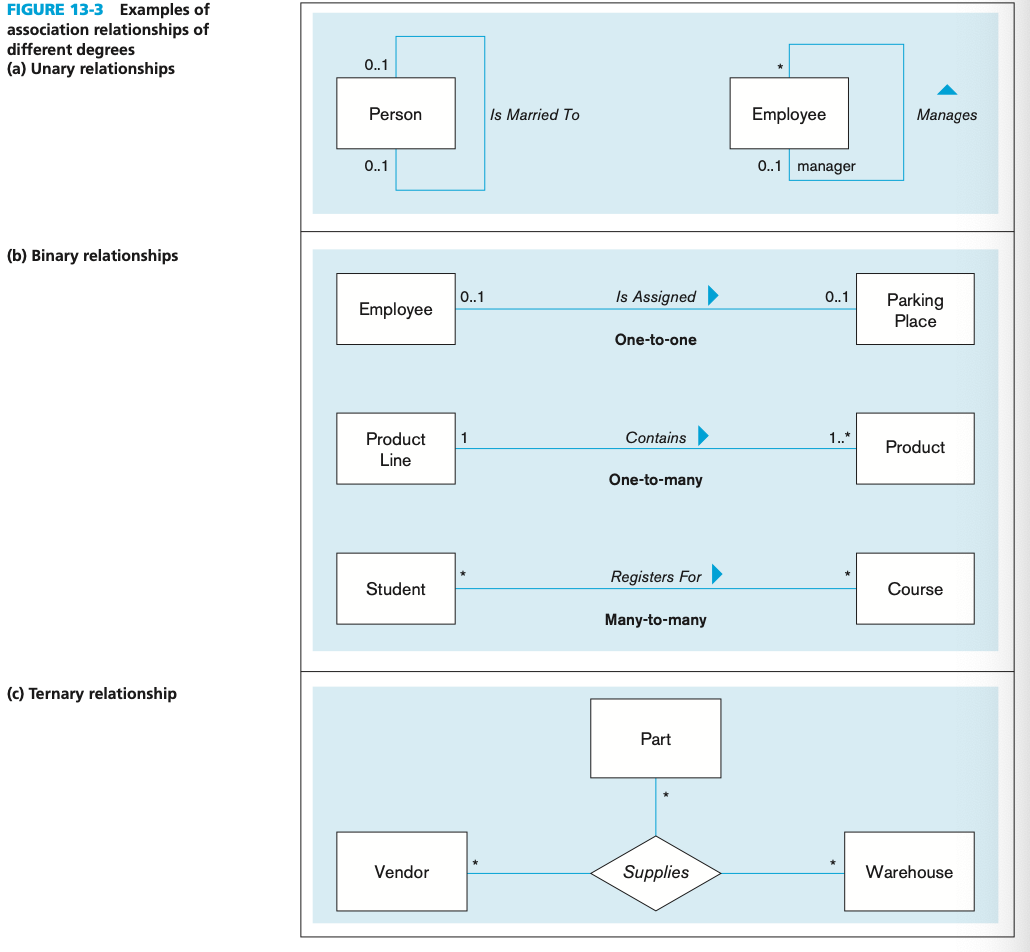 FIGURE 13-3 Examples of
association relationships of
different degrees
(a) Unary relationships
0..1
Person
Is Married To
0..1
*
Employee
Manages
0..1 manager
(b) Binary relationships
Employee
0..1
Is Assigned
0..1
Parking
Place
One-to-one
Product
Line
1
Contains
1..*
Product
One-to-many
Student
*
Registers For
*
Course
Many-to-many
(c) Ternary relationship
Part
*
Vendor
*
Supplies
*
Warehouse